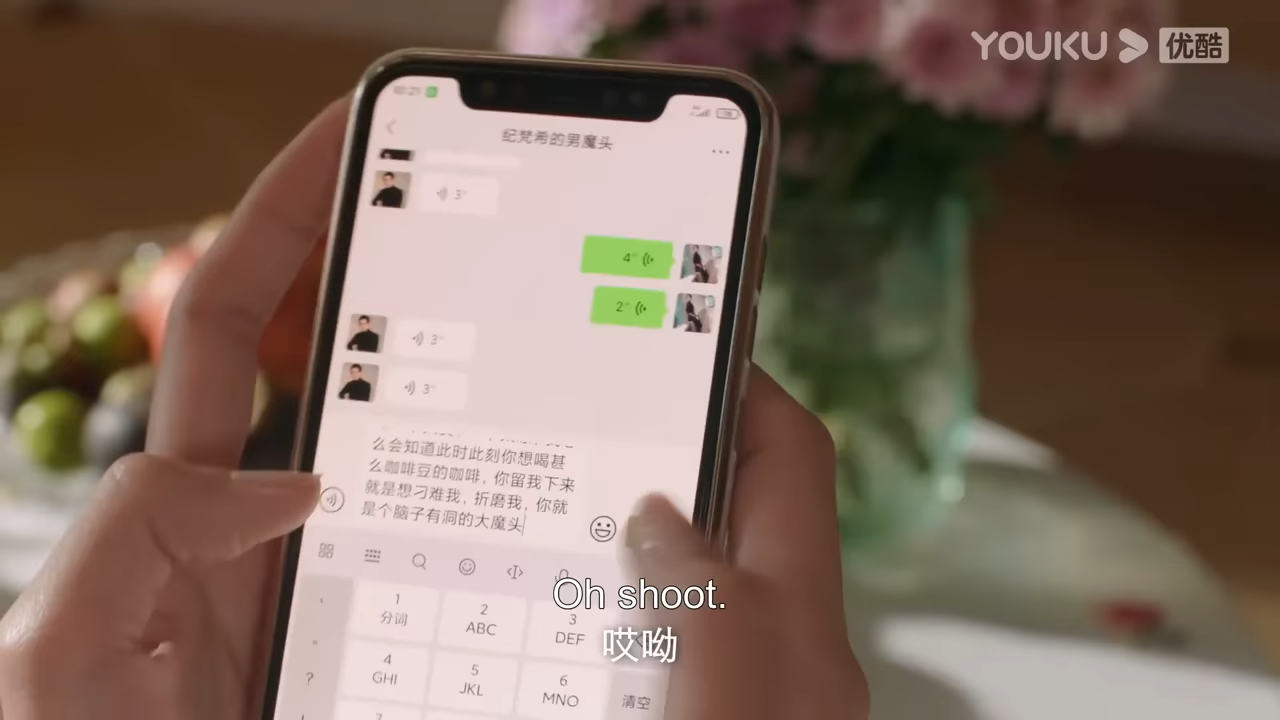 YOUKU 优酷
10:21
纪梵希的男魔头
3"
4"
2"
3"
3"
么会知道此时此刻你想喝甚
么咖啡豆的咖啡，你留我下来
就是想刁难我，折磨我，你就
是个脑子有洞的大魔头
1
分词
2
ABC
3
DEF
4
GHI
5
JKL
6
MNO
?
清空
Oh shoot.
哎呦